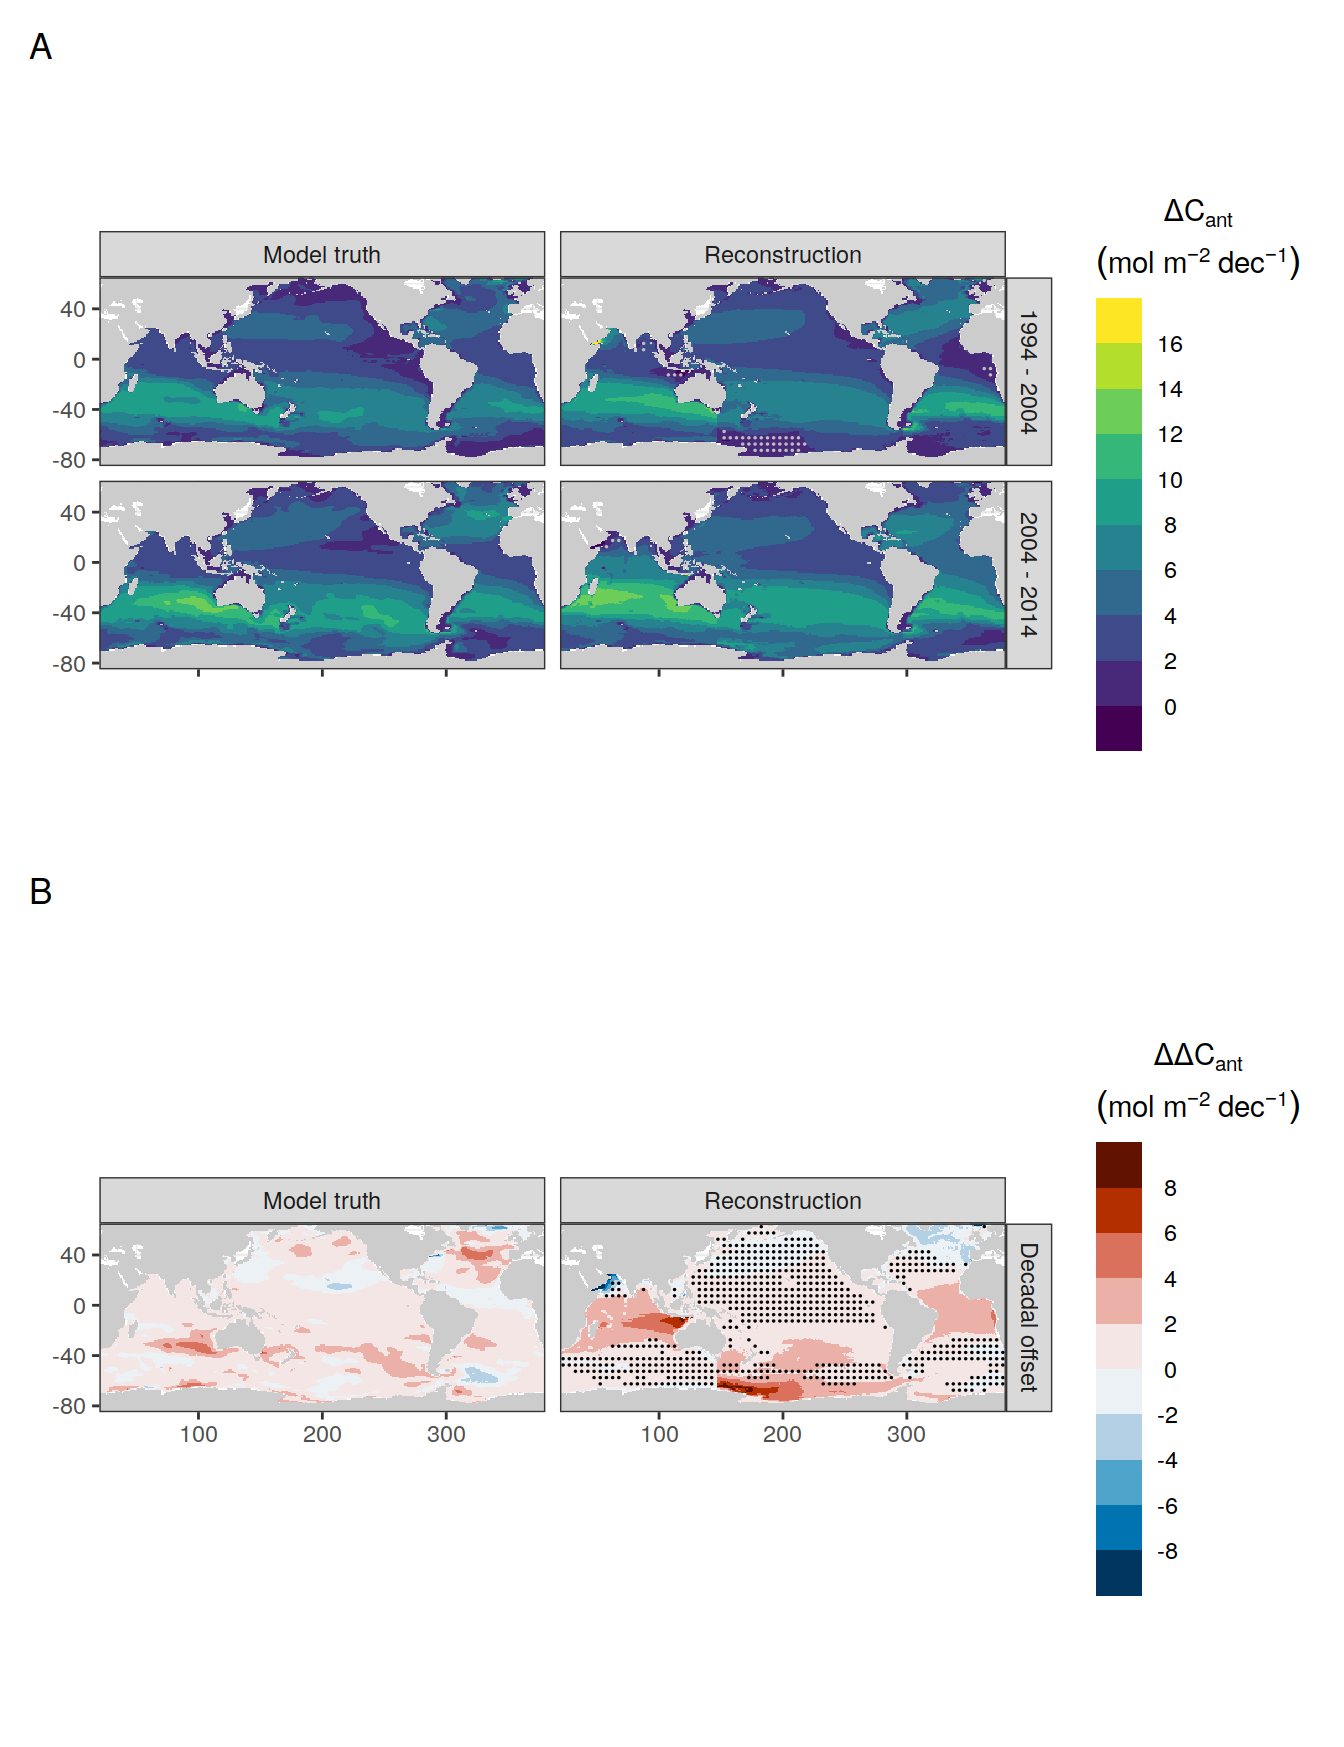 A
ΔCant
(mol m−2 dec−1)
Model truth
Reconstruction
40
0
-40
-80
1994 - 2004
40
0
-40
-80
2004 - 2014
16
14
12
10
8
6
4
2
0
B
ΔΔCant
(mol m−2 dec−1)
Model truth
Reconstruction
40
0
-40
-80
Decadal offset
100
200
300
100
200
300
8
6
4
2
0
-2
-4
-6
-8